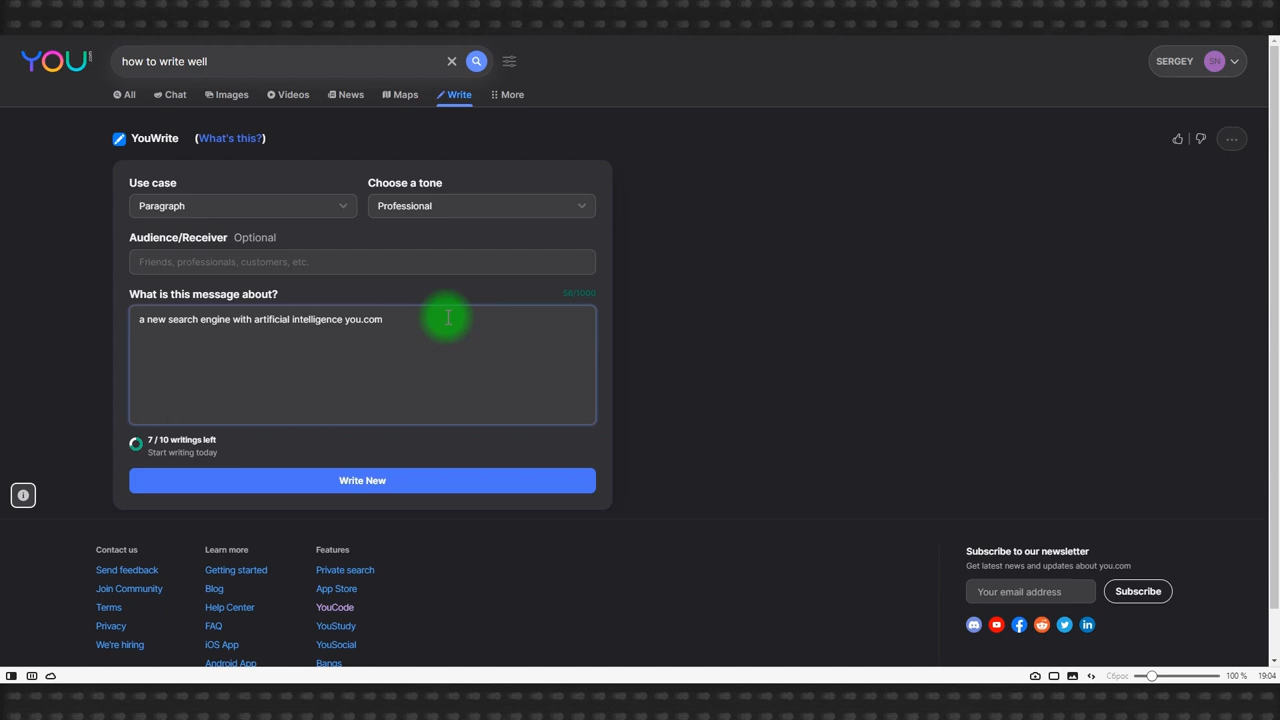 YOU.com
how to write well
SERGEY SN
All Chat Images Videos News Maps Write More
YouWrite (What's this?)
Use case Choose a tone
Paragraph Professional
Audience/Receiver Optional
Friends, professionals, customers, etc.
What is this message about? 56/1000
a new search engine with artificial intelligence you.com
7 / 10 writings left
Start writing today
Write New
Contact us Learn more Features
Send feedback Getting started Private search
Join Community Blog App Store
Terms Help Center YouCode
Privacy FAQ YouStudy
We're hiring iOS App YouSocial
Android App Bangs
Subscribe to our newsletter
Get latest news and updates about you.com
Your email address Subscribe
Сброс 100 % 19:04